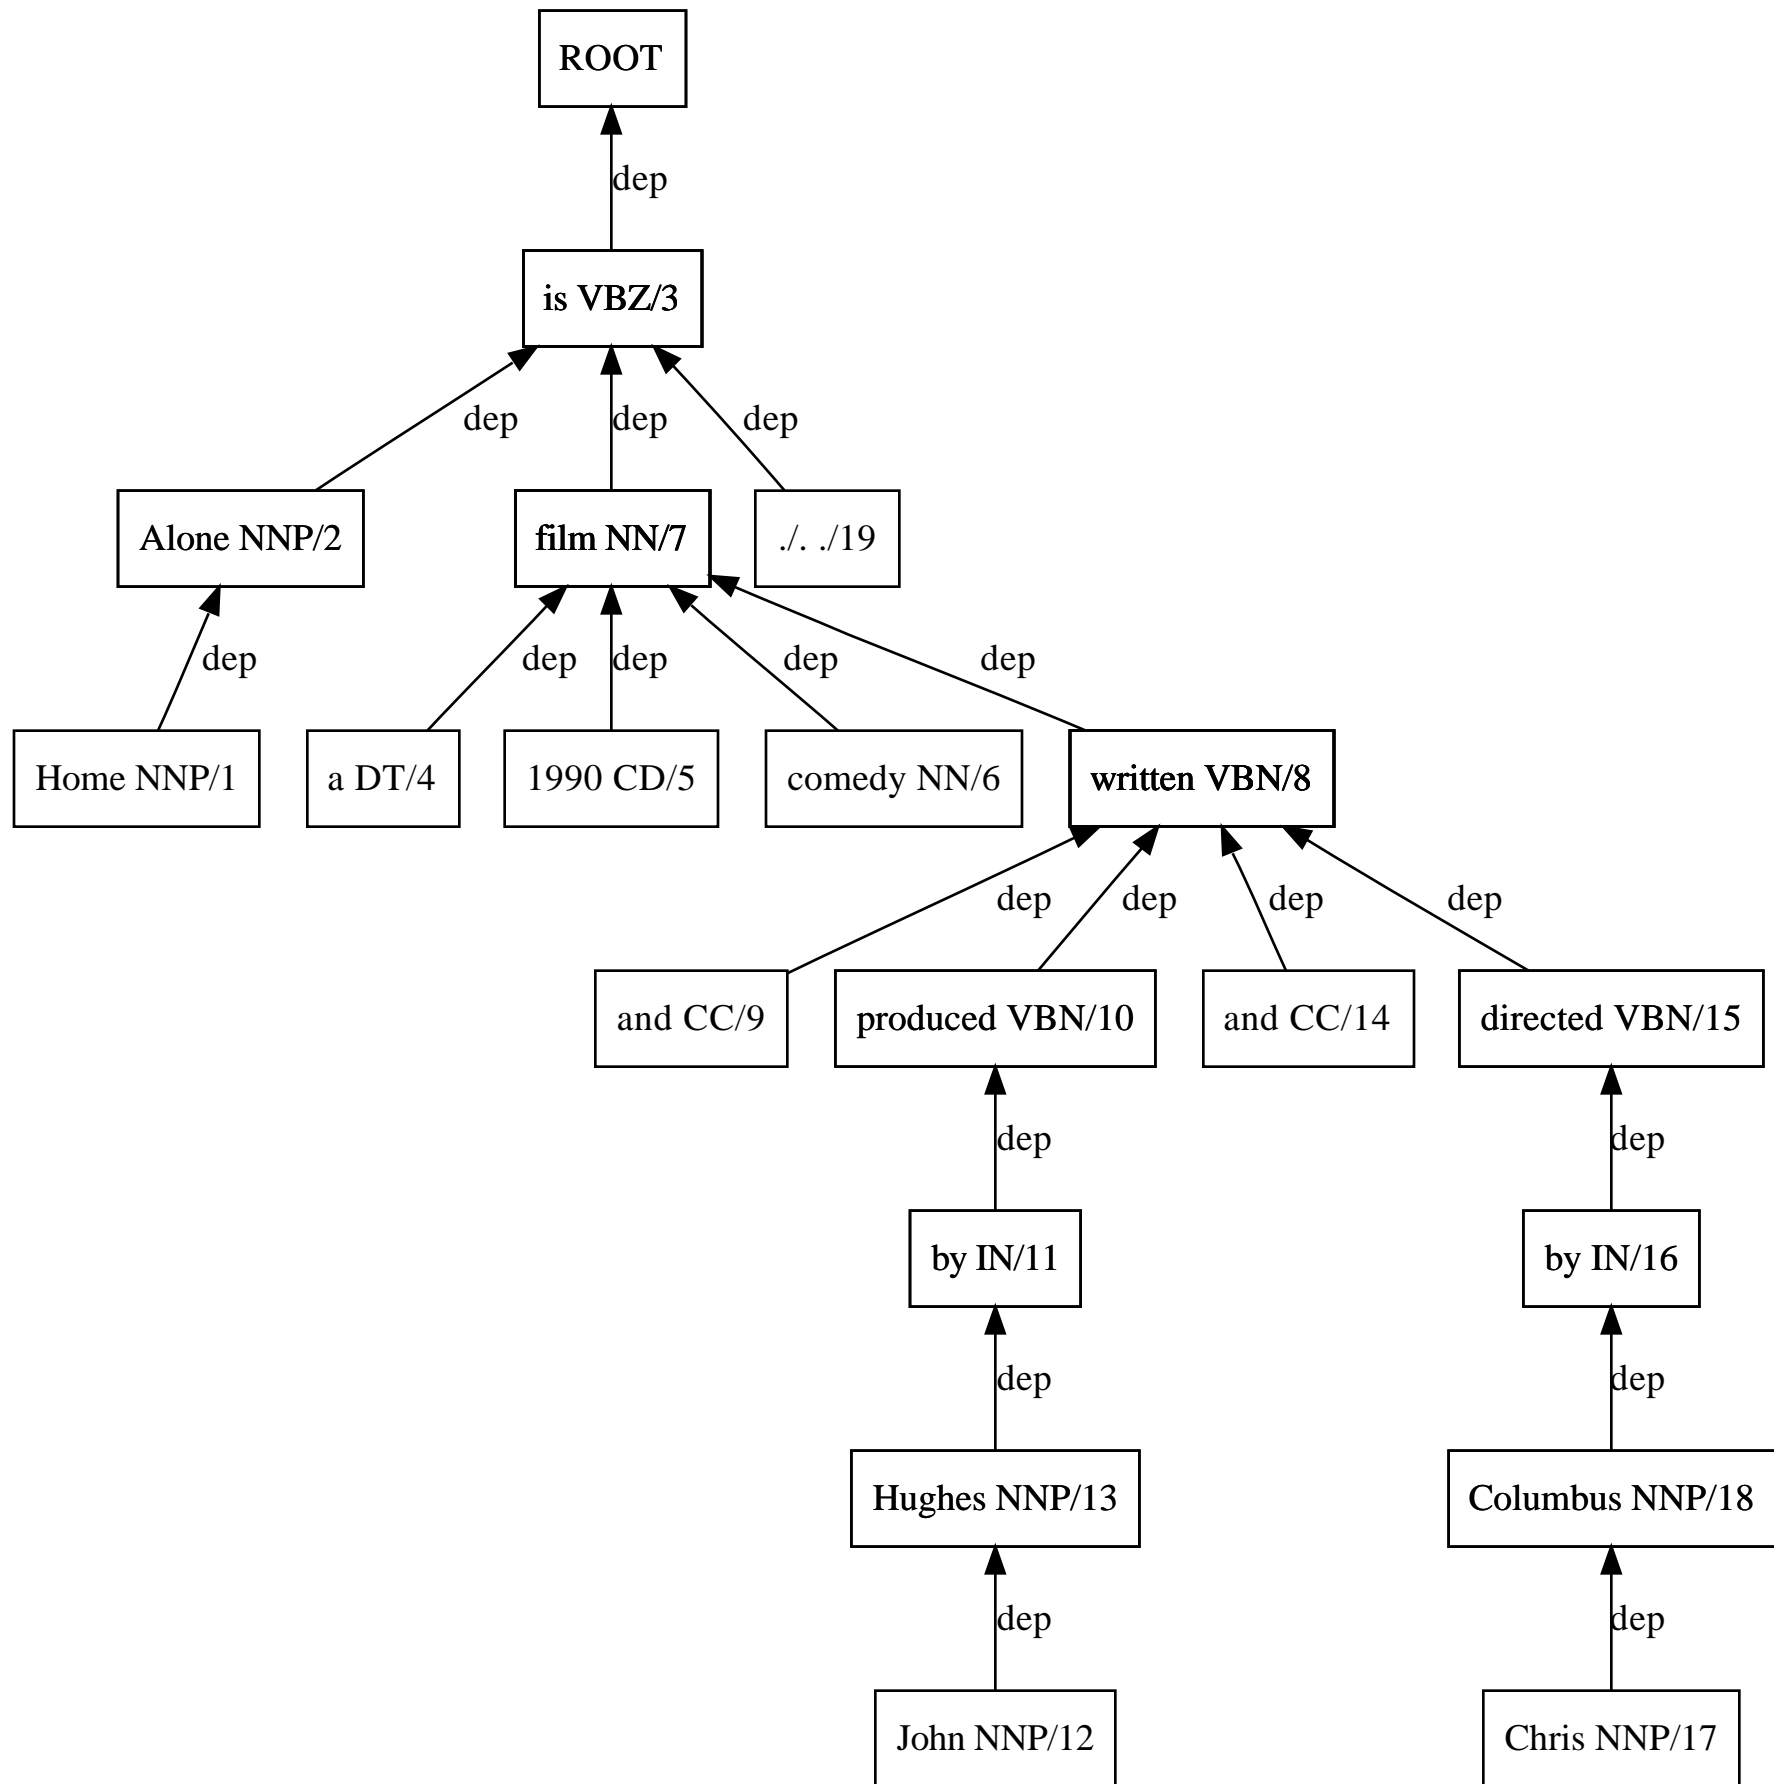 ROOT
dep
is VBZ/3
dep dep dep
Alone NNP/2 film NN/7 ./. ./19
dep dep dep dep dep
Home NNP/1 a DT/4 1990 CD/5 comedy NN/6 written VBN/8
dep dep dep dep
and CC/9 produced VBN/10 and CC/14 directed VBN/15
dep dep
by IN/11 by IN/16
dep dep
Hughes NNP/13 Columbus NNP/18
dep dep
John NNP/12 Chris NNP/17